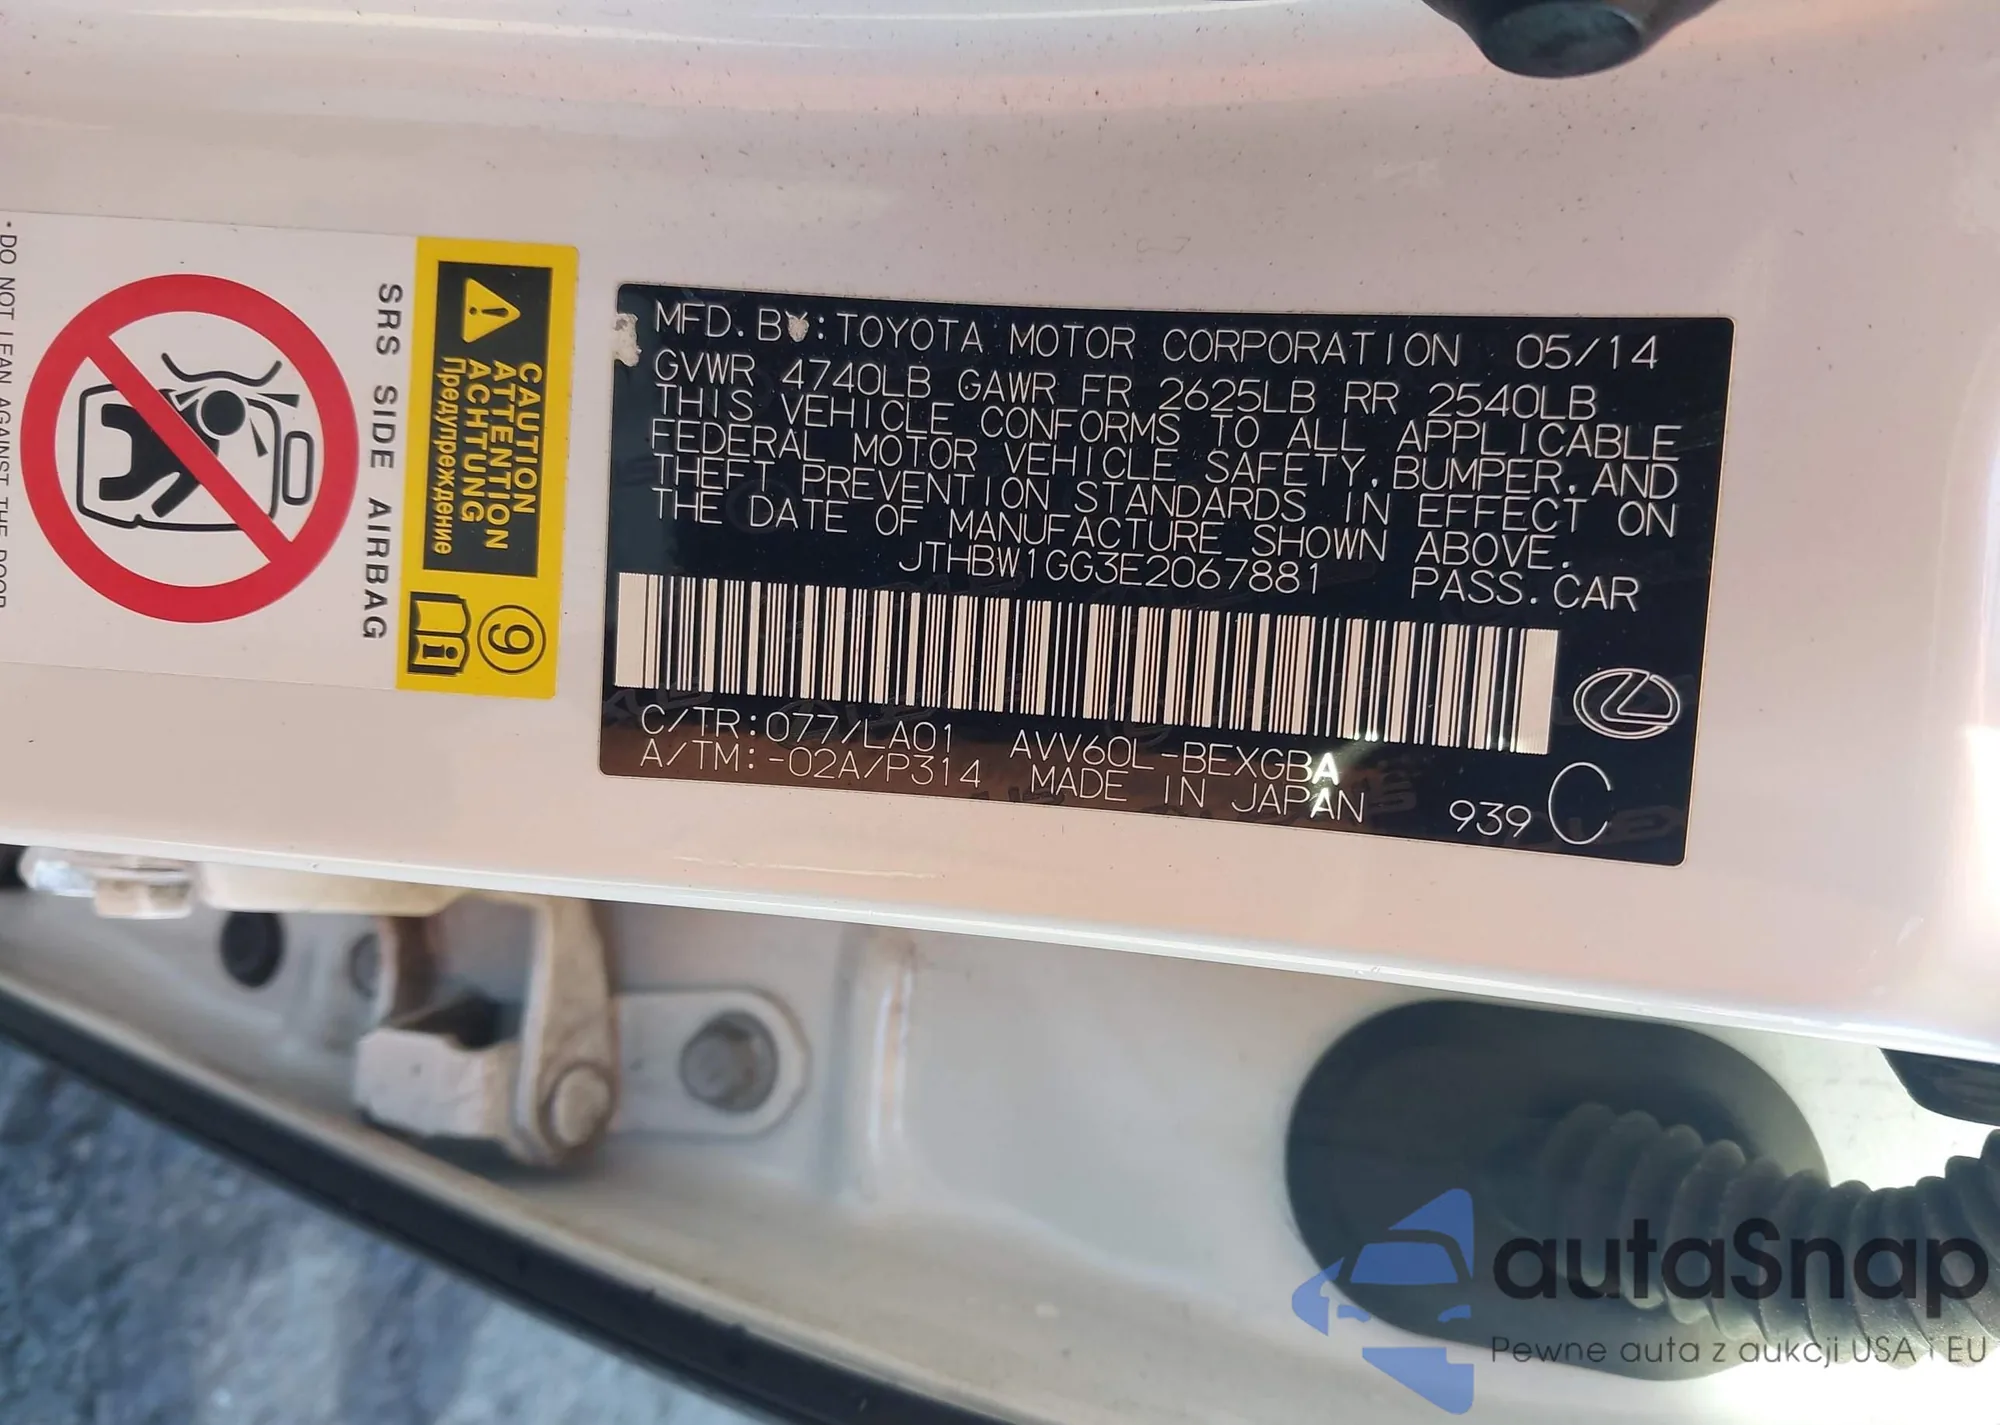 MFD. BY:TOYOTA MOTOR CORPORATION 05/14
GVWR 4740LB GAWR FR 2625LB RR 2540LB
THIS VEHICLE CONFORMS TO ALL APPLICABLE
FEDERAL MOTOR VEHICLE SAFETY, BUMPER, AND
THEFT PREVENTION STANDARDS IN EFFECT ON
THE DATE OF MANUFACTURE SHOWN ABOVE.
JTHBW1GG3E2067881 PASS. CAR
C/TR:077/LA01 AVV60L-BEXGBA
A/TM:-02A/P314 MADE IN JAPAN 939 C
CAUTION
ATTENTION
ACHTUNG
Предупреждение
9
i
SRS SIDE AIRBAG
• DO NOT LEAN AGAINST THE DOOR
autaSnap
Pewne auta z aukcji USA i EU